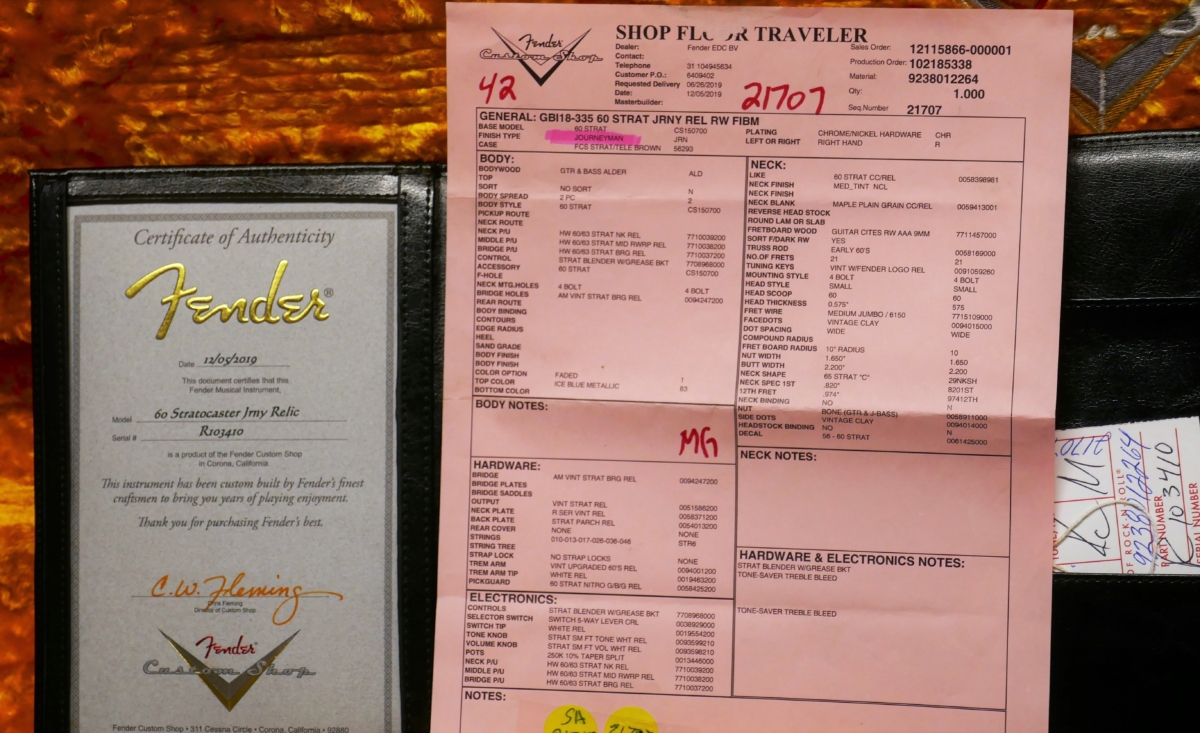 Certificate of Authenticity
Fender®
Date 12/05/2019
This document certifies that this
Fender Musical Instrument,
Model 60 Stratocaster Jrny Relic
Serial # R103410
is a product of the Fender Custom Shop
in Corona, California.
This instrument has been custom built by Fender's finest
craftsmen to bring you years of playing enjoyment.
Thank you for purchasing Fender's best.
C.W. Fleming
Chris Fleming
Director of Custom Shop
Fender
Custom Shop
Fender Custom Shop • 311 Cessna Circle • Corona, California • 92880
Fender
Custom Shop
SHOP FLOOR TRAVELER
Dealer: Fender EDC BV
Contact:
Telephone 31 104945634
Customer P.O.: 6409402
Requested Delivery 06/26/2019
Date: 12/05/2019
Masterbuilder:
Sales Order: 12115866-000001
Production Order: 102185338
Material: 9238012264
Qty: 1.000
Seq Number 21707
42
21707
GENERAL: GBI18-335 60 STRAT JRNY REL RW FIBM
BASE MODEL 60 STRAT CS150700 PLATING CHROME/NICKEL HARDWARE CHR
FINISH TYPE JOURNEYMAN JRN LEFT OR RIGHT RIGHT HAND R
CASE FCS STRAT/TELE BROWN 56293
BODY:
BODYWOOD GTR & BASS ALDER ALD
TOP
SORT NO SORT N
BODY SPREAD 2 PC 2
BODY STYLE 60 STRAT CS150700
PICKUP ROUTE
NECK ROUTE
NECK P/U HW 60/63 STRAT NK REL 7710039200
MIDDLE P/U HW 60/63 STRAT MID RWRP REL 7710038200
BRIDGE P/U HW 60/63 STRAT BRG REL 7710037200
CONTROL STRAT BLENDER W/GREASE BKT 7708968000
ACCESSORY 60 STRAT CS150700
F-HOLE
NECK MTG.HOLES 4 BOLT 4 BOLT
BRIDGE HOLES AM VINT STRAT BRG REL 0094247200
REAR ROUTE
BODY BINDING
CONTOURS
EDGE RADIUS
HEEL
SAND GRADE
BODY FINISH
BODY FINISH
COLOR OPTION FADED 1
TOP COLOR ICE BLUE METALLIC 83
BOTTOM COLOR
BODY NOTES:
MG
HARDWARE:
BRIDGE AM VINT STRAT BRG REL 0094247200
BRIDGE PLATES
BRIDGE SADDLES
OUTPUT VINT STRAT REL 0051586200
NECK PLATE R SER VINT REL 0058371200
BACK PLATE STRAT PARCH REL 0054013200
REAR COVER NONE NONE
STRINGS 010-013-017-026-036-046 STR6
STRING TREE
STRAP LOCK NO STRAP LOCKS NONE
TREM ARM VINT UPGRADED 60'S REL 0094001200
TREM ARM TIP WHITE REL 0019463200
PICKGUARD 60 STRAT NITRO G/B/G REL 0058425200
ELECTRONICS:
CONTROLS STRAT BLENDER W/GREASE BKT 7708968000
SELECTOR SWITCH SWITCH 5-WAY LEVER CRL 0038929000
SWITCH TIP WHITE REL 0019554200
TONE KNOB STRAT SM FT TONE WHT REL 0093599210
VOLUME KNOB STRAT SM FT VOL WHT REL 0093598210
POTS 250K 10% TAPER SPLIT 0013446000
NECK P/U HW 60/63 STRAT NK REL 7710039200
MIDDLE P/U HW 60/63 STRAT MID RWRP REL 7710038200
BRIDGE P/U HW 60/63 STRAT BRG REL 7710037200
NOTES:
SA
NECK:
LIKE 60 STRAT CC/REL 0058398981
NECK FINISH MED_TINT NCL
NECK FINISH
NECK BLANK MAPLE PLAIN GRAIN CC/REL 0059413001
REVERSE HEAD STOCK
ROUND LAM OR SLAB
FRETBOARD WOOD GUITAR CITES RW AAA 9MM 7711457000
SORT F/DARK RW YES
TRUSS ROD EARLY 60'S 0058169000
NO.OF FRETS 21 21
TUNING KEYS VINT W/FENDER LOGO REL 0091059260
MOUNTING STYLE 4 BOLT 4 BOLT
HEAD STYLE SMALL SMALL
HEAD SCOOP 60 60
HEAD THICKNESS 0.575" 575
FRET WIRE MEDIUM JUMBO / 6150 7715109000
FACEDOTS VINTAGE CLAY 0094015000
DOT SPACING WIDE WIDE
COMPOUND RADIUS
FRET BOARD RADIUS 10" RADIUS 10
NUT WIDTH 1.650" 1.650
BUTT WIDTH 2.200" 2.200
NECK SHAPE 65 STRAT "C" 29NKSH
NECK SPEC 1ST .820" 8201ST
12TH FRET .974" 97412TH
NECK BINDING NO N
NUT BONE (GTR & J-BASS) 0058911000
SIDE DOTS VINTAGE CLAY 0094014000
HEADSTOCK BINDING NO N
DECAL 56 - 60 STRAT 0061425000
NECK NOTES:
HARDWARE & ELECTRONICS NOTES:
STRAT BLENDER W/GREASE BKT
TONE-SAVER TREBLE BLEED
TONE-SAVER TREBLE BLEED
OF ROCK-N-ROLL®
9238012264
PART NUMBER
R 103410
SERIAL NUMBER